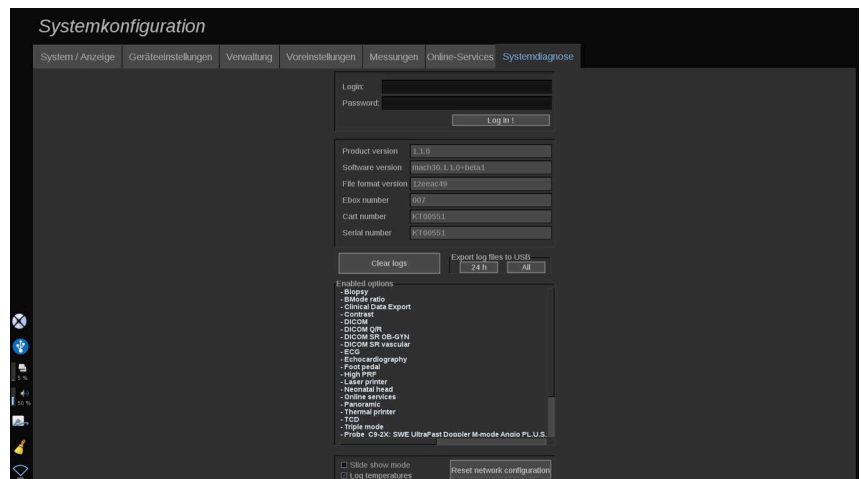 Systemkonfiguration
System / Anzeige Geräteeinstellungen Verwaltung Voreinstellungen Messungen Online-Services Systemdiagnose
Login:
Password:
Log In !
Product version 1.1.0
Software version mach30.1.1.0+beta1
File format version 12eeac49
Ebox number 007
Cart number KT00551
Serial number KT00551
Clear logs
Export log files to USB
24 h All
Enabled options
- Biopsy
- BMode ratio
- Clinical Data Export
- Contrast
- DICOM
- DICOM Q/R
- DICOM SR OB-GYN
- DICOM SR vascular
- ECG
- Echocardiography
- Foot pedal
- High PRF
- Laser printer
- Neonatal head
- Online services
- Panoramic
- Thermal printer
- TCD
- Triple mode
- Probe C9-2X: SWE UltraFast Doppler M-mode Angio PL.U.S.
5 %
50 %
Slide show mode
Log temperatures
Reset network configuration